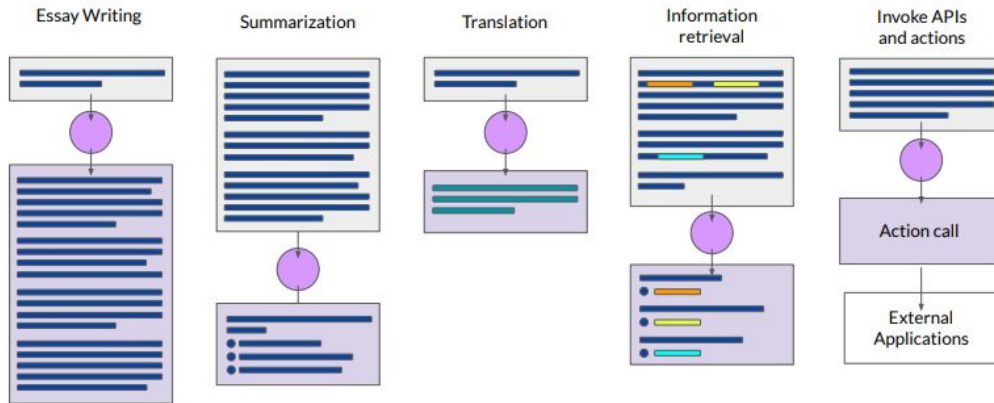 Essay Writing
Summarization
Translation
Information
retrieval
Invoke APIs
and actions
Action call
External
Applications